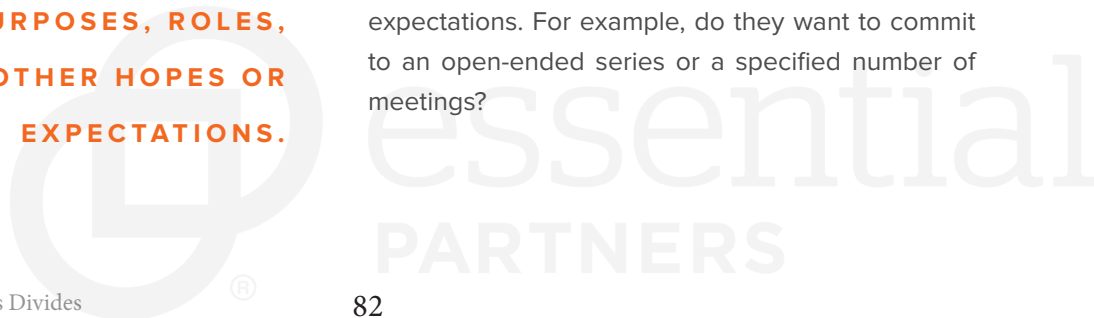 URPOSES, ROLES,
OTHER HOPES OR
EXPECTATIONS.
expectations. For example, do they want to commit
to an open-ended series or a specified number of
meetings?
essential
PARTNERS
®
s Divides
82